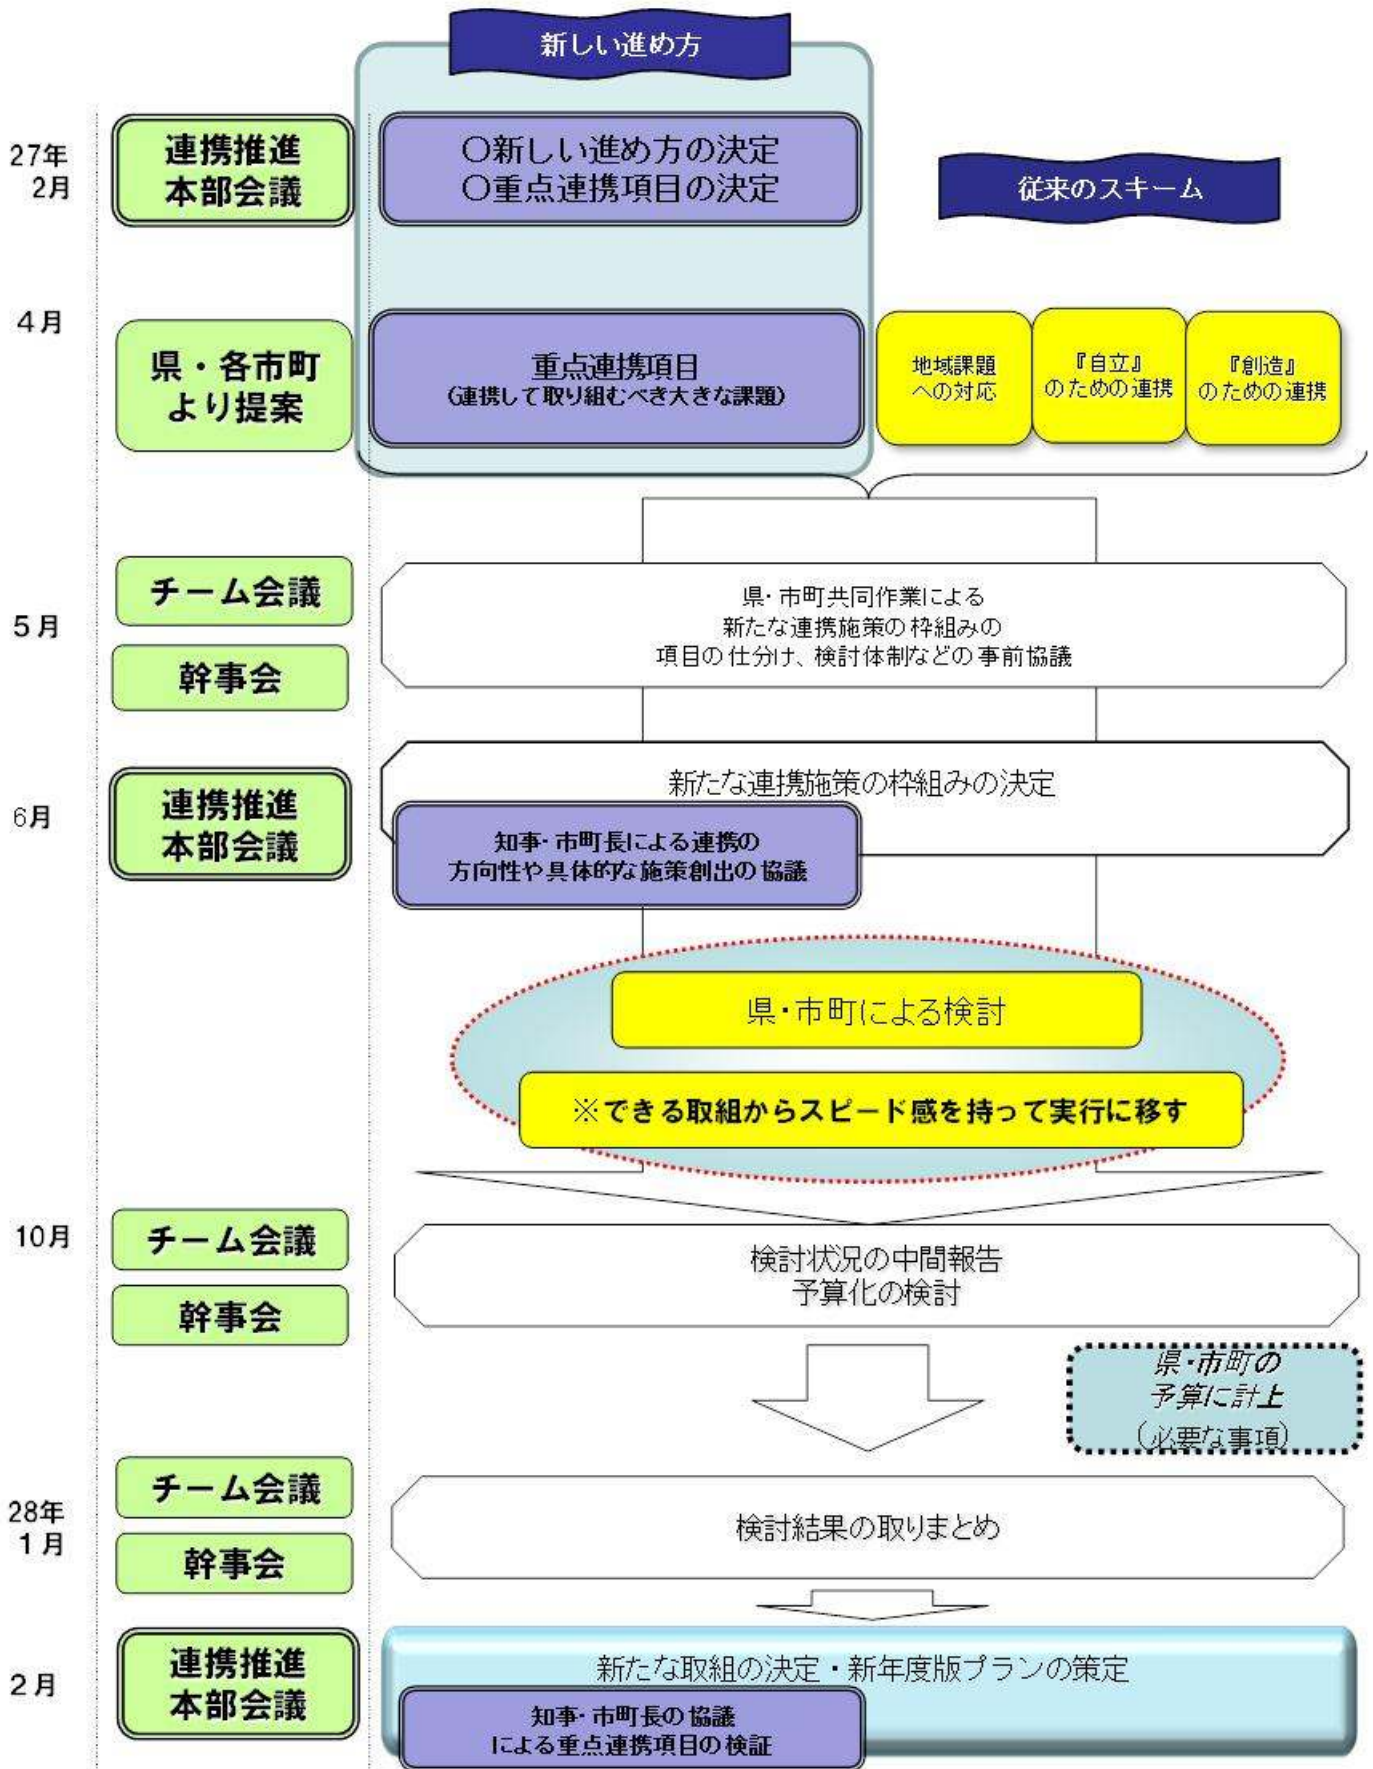 新しい進め方
27年
2月
連携推進
本部会議
〇新しい進め方の決定
〇重点連携項目の決定
従来のスキーム
4月
県・各市町
より提案
重点連携項目
(連携して取り組むべき大きな課題)
地域課題
への対応
『自立』
のための連携
『創造』
のための連携
5月
チーム会議
幹事会
県・市町共同作業による
新たな連携施策の枠組みの
項目の仕分け、検討体制などの事前協議
6月
連携推進
本部会議
新たな連携施策の枠組みの決定
知事・市町長による連携の
方向性や具体的な施策創出の協議
県・市町による検討
※できる取組からスピード感を持って実行に移す
10月
チーム会議
幹事会
検討状況の中間報告
予算化の検討
県・市町の
予算に計上
(必要な事項)
28年
1月
チーム会議
幹事会
検討結果の取りまとめ
2月
連携推進
本部会議
新たな取組の決定・新年度版プランの策定
知事・市町長の協議
による重点連携項目の検証